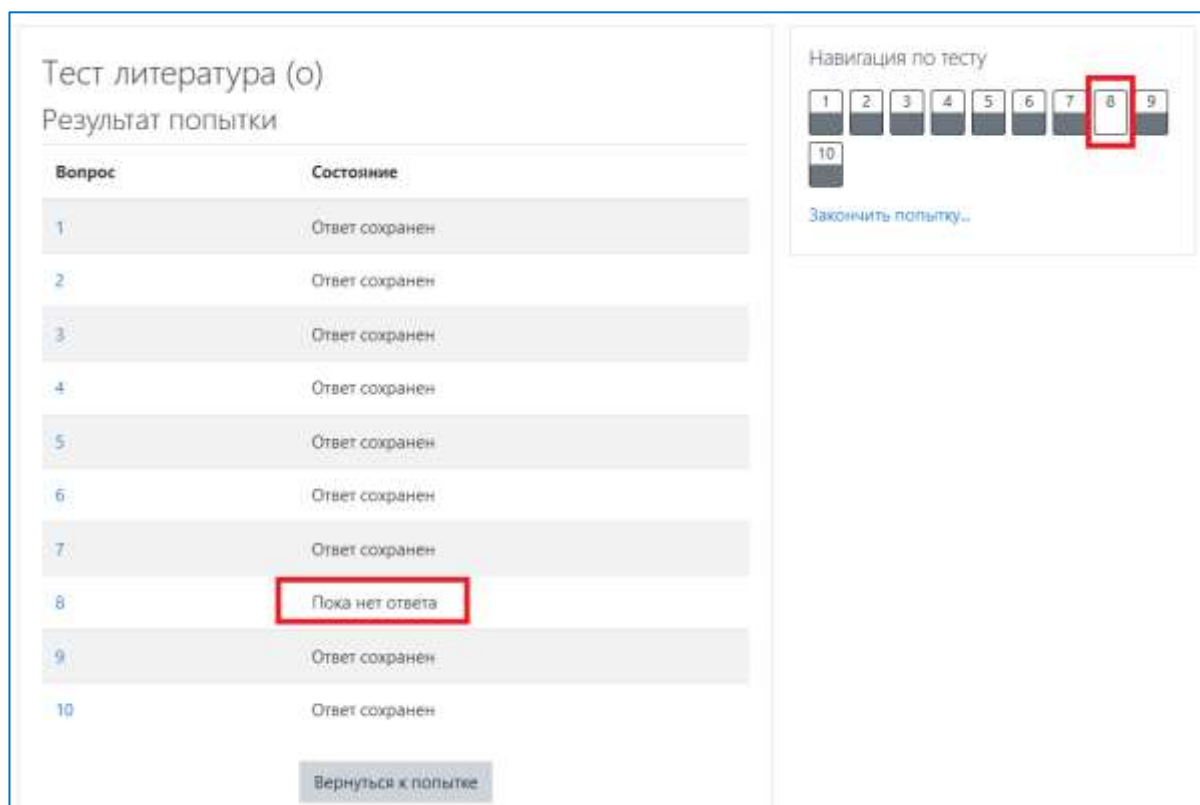 Тест литература (о)
Результат попытки
Вопрос Состояние
1 Ответ сохранен
2 Ответ сохранен
3 Ответ сохранен
4 Ответ сохранен
5 Ответ сохранен
6 Ответ сохранен
7 Ответ сохранен
8 Пока нет ответа
9 Ответ сохранен
10 Ответ сохранен
Вернуться к попытке
Навигация по тесту
1 2 3 4 5 6 7 8 9
10
Закончить попытку...